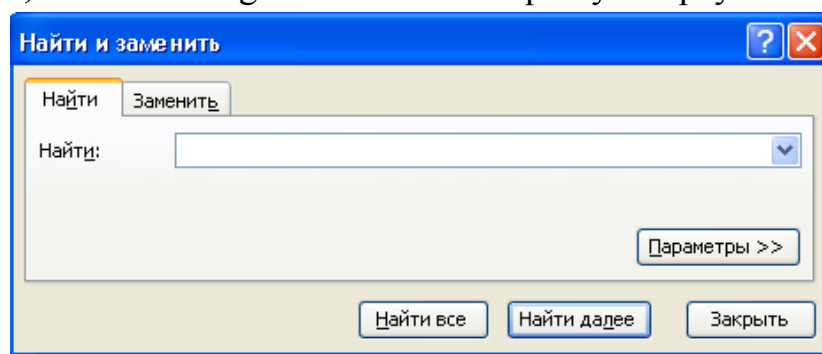 Найти и заменить
Найти Заменить
Найти:
Параметры >>
Найти все Найти далее Закрыть